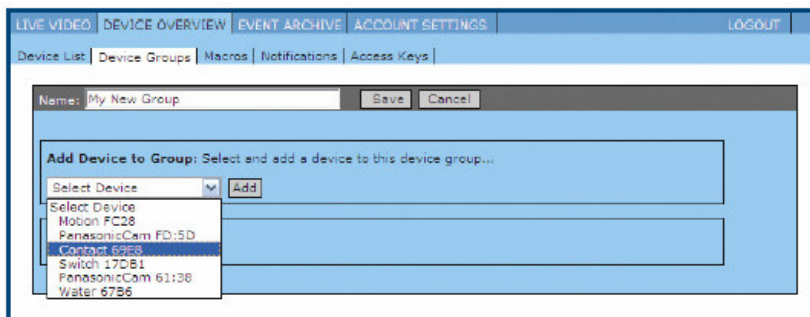 LIVE VIDEO DEVICE OVERVIEW EVENT ARCHIVE ACCOUNT SETTINGS LOGOUT
Device List Device Groups Macros Notifications Access Keys
Name: My New Group Save Cancel
Add Device to Group: Select and add a device to this device group...
Select Device Add
Select Device
Motion FC28
PanasonicCam FD:5D
Contact 69E8
Switch 17DB1
PanasonicCam 61:38
Water 67B6